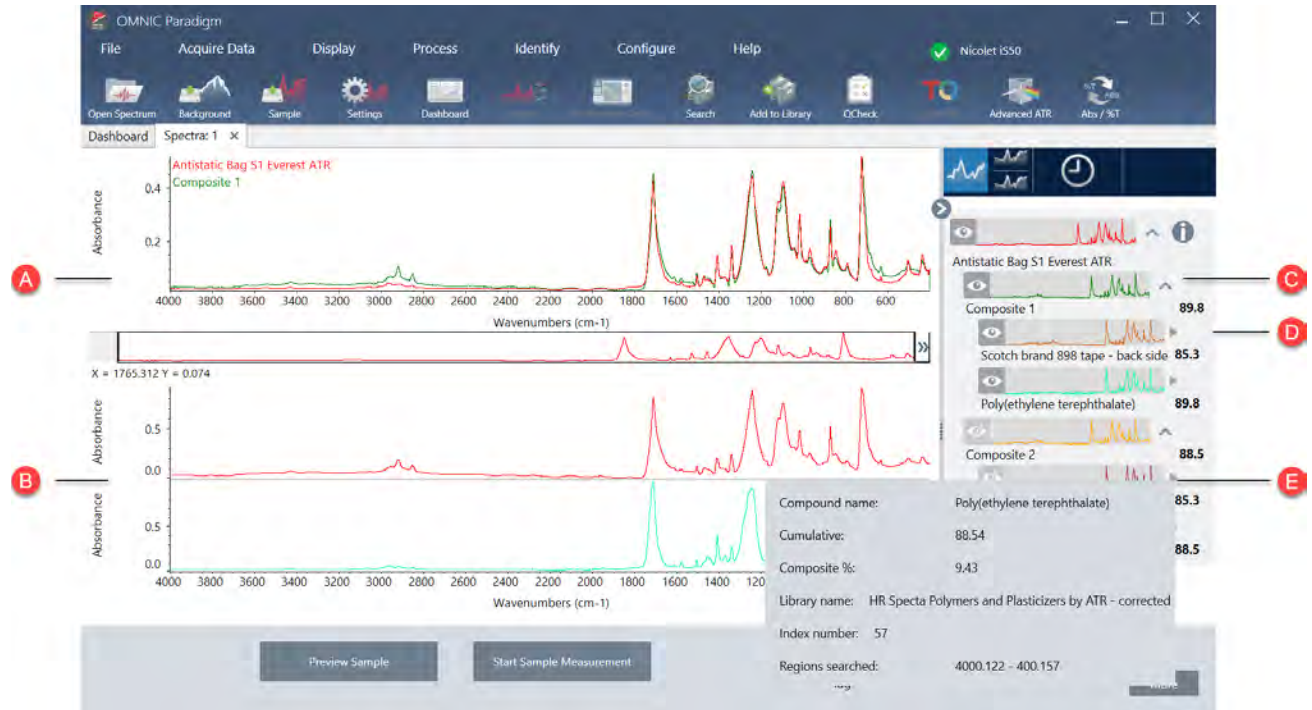 OMNIC Paradigm
File Acquire Data Display Process Identify Configure Help Nicolet iS50
Open Spectrum Background Sample Settings Dashboard Search Add to Library QCheck TQ Advanced ATR Abs / %T
Dashboard Spectra: 1 ×
Antistatic Bag S1 Everest ATR
Composite 1
Absorbance
0.4
0.2
4000 3800 3600 3400 3200 3000 2800 2600 2400 2200 2000 1800 1600 1400 1200 1000 800 600
Wavenumbers (cm-1)
X = 1765.312 Y = 0.074
Absorbance
0.5
0.0
Absorbance
0.5
0.0
4000 3800 3600 3400 3200 3000 2800 2600 2400 2200 2000 1800 1600 1400 120
Wavenumbers (cm-1)
Antistatic Bag S1 Everest ATR
Composite 1 89.8
Scotch brand 898 tape - back side 85.3
Poly(ethylene terephthalate) 89.8
Composite 2 88.5
85.3
88.5
Compound name: Poly(ethylene terephthalate)
Cumulative: 88.54
Composite %: 9.43
Library name: HR Specta Polymers and Plasticizers by ATR - corrected
Index number: 57
Regions searched: 4000.122 - 400.157
Preview Sample Start Sample Measurement
A
B
C
D
E